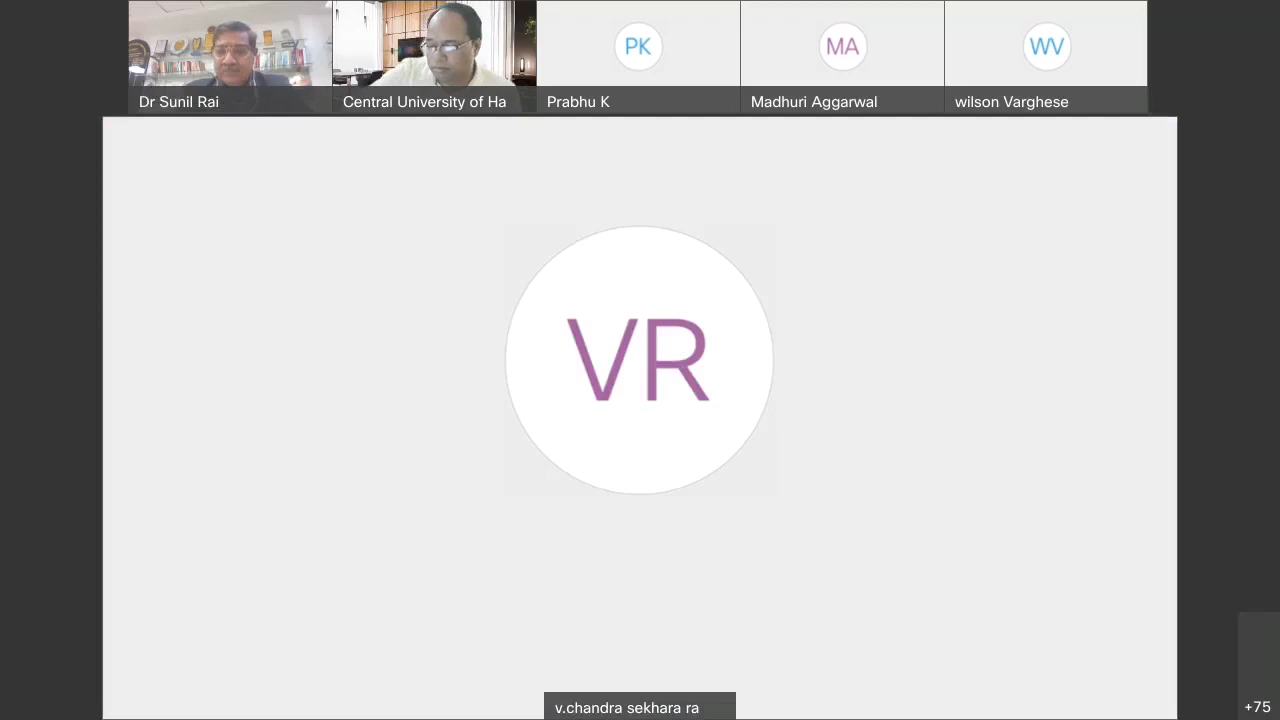 PK
MA
WV
Dr Sunil Rai
Central University of Ha
Prabhu K
Madhuri Aggarwal
wilson Varghese
VR
v.chandra sekhara ra
+75